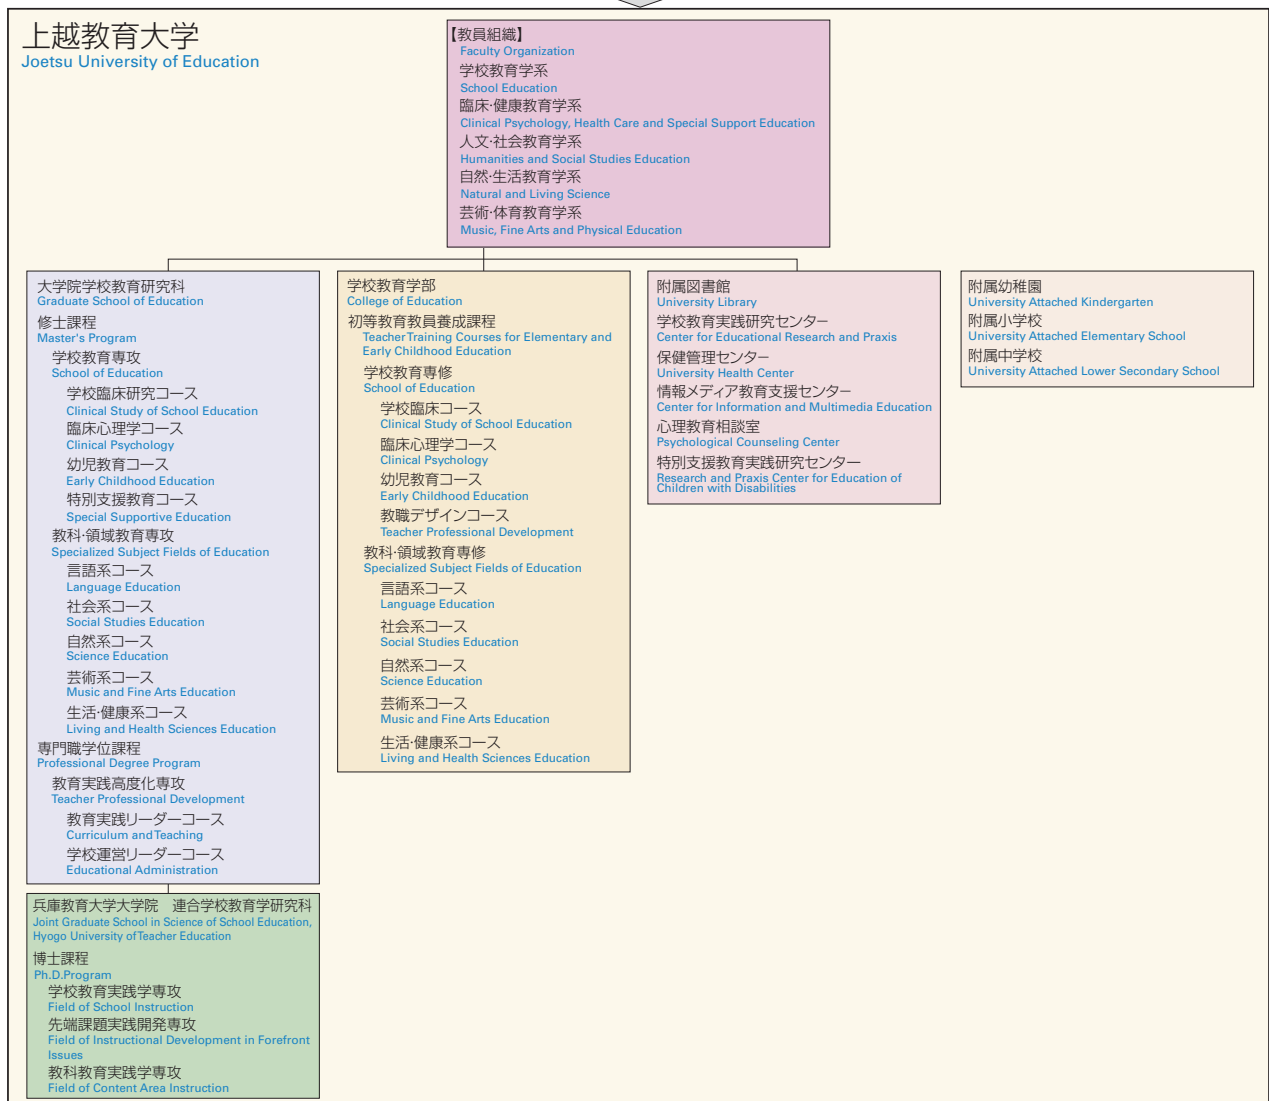 上越教育大学
Joetsu University of Education
【教員組織】
Faculty Organization
学校教育学系
School Education
臨床·健康教育学系
Clinical Psychology, Health Care and Special Support Education
人文·社会教育学系
Humanities and Social Studies Education
自然·生活教育学系
Natural and Living Science
芸術·体育教育学系
Music, Fine Arts and Physical Education
大学院学校教育研究科
Graduate School of Education
修士課程
Master's Program
学校教育専攻
School of Education
学校臨床研究コース
Clinical Study of School Education
臨床心理学コース
Clinical Psychology
幼児教育コース
Early Childhood Education
特別支援教育コース
Special Supportive Education
教科·領域教育専攻
Specialized Subject Fields of Education
言語系コース
Language Education
社会系コース
Social Studies Education
自然系コース
Science Education
芸術系コース
Music and Fine Arts Education
生活·健康系コース
Living and Health Sciences Education
専門職学位課程
Professional Degree Program
教育実践高度化専攻
Teacher Professional Development
教育実践リーダーコース
Curriculum and Teaching
学校運営リーダーコース
Educational Administration
兵庫教育大学大学院　連合学校教育学研究科
Joint Graduate School in Science of School Education,
Hyogo University of Teacher Education
博士課程
Ph.D.Program
学校教育実践学専攻
Field of School Instruction
先端課題実践開発専攻
Field of Instructional Development in Forefront
Issues
教科教育実践学専攻
Field of Content Area Instruction
学校教育学部
College of Education
初等教育教員養成課程
Teacher Training Courses for Elementary and
Early Childhood Education
学校教育専修
School of Education
学校臨床コース
Clinical Study of School Education
臨床心理学コース
Clinical Psychology
幼児教育コース
Early Childhood Education
教職デザインコース
Teacher Professional Development
教科·領域教育専修
Specialized Subject Fields of Education
言語系コース
Language Education
社会系コース
Social Studies Education
自然系コース
Science Education
芸術系コース
Music and Fine Arts Education
生活·健康系コース
Living and Health Sciences Education
附属図書館
University Library
学校教育実践研究センター
Center for Educational Research and Praxis
保健管理センター
University Health Center
情報メディア教育支援センター
Center for Information and Multimedia Education
心理教育相談室
Psychological Counseling Center
特別支援教育実践研究センター
Research and Praxis Center for Education of
Children with Disabilities
附属幼稚園
University Attached Kindergarten
附属小学校
University Attached Elementary School
附属中学校
University Attached Lower Secondary School